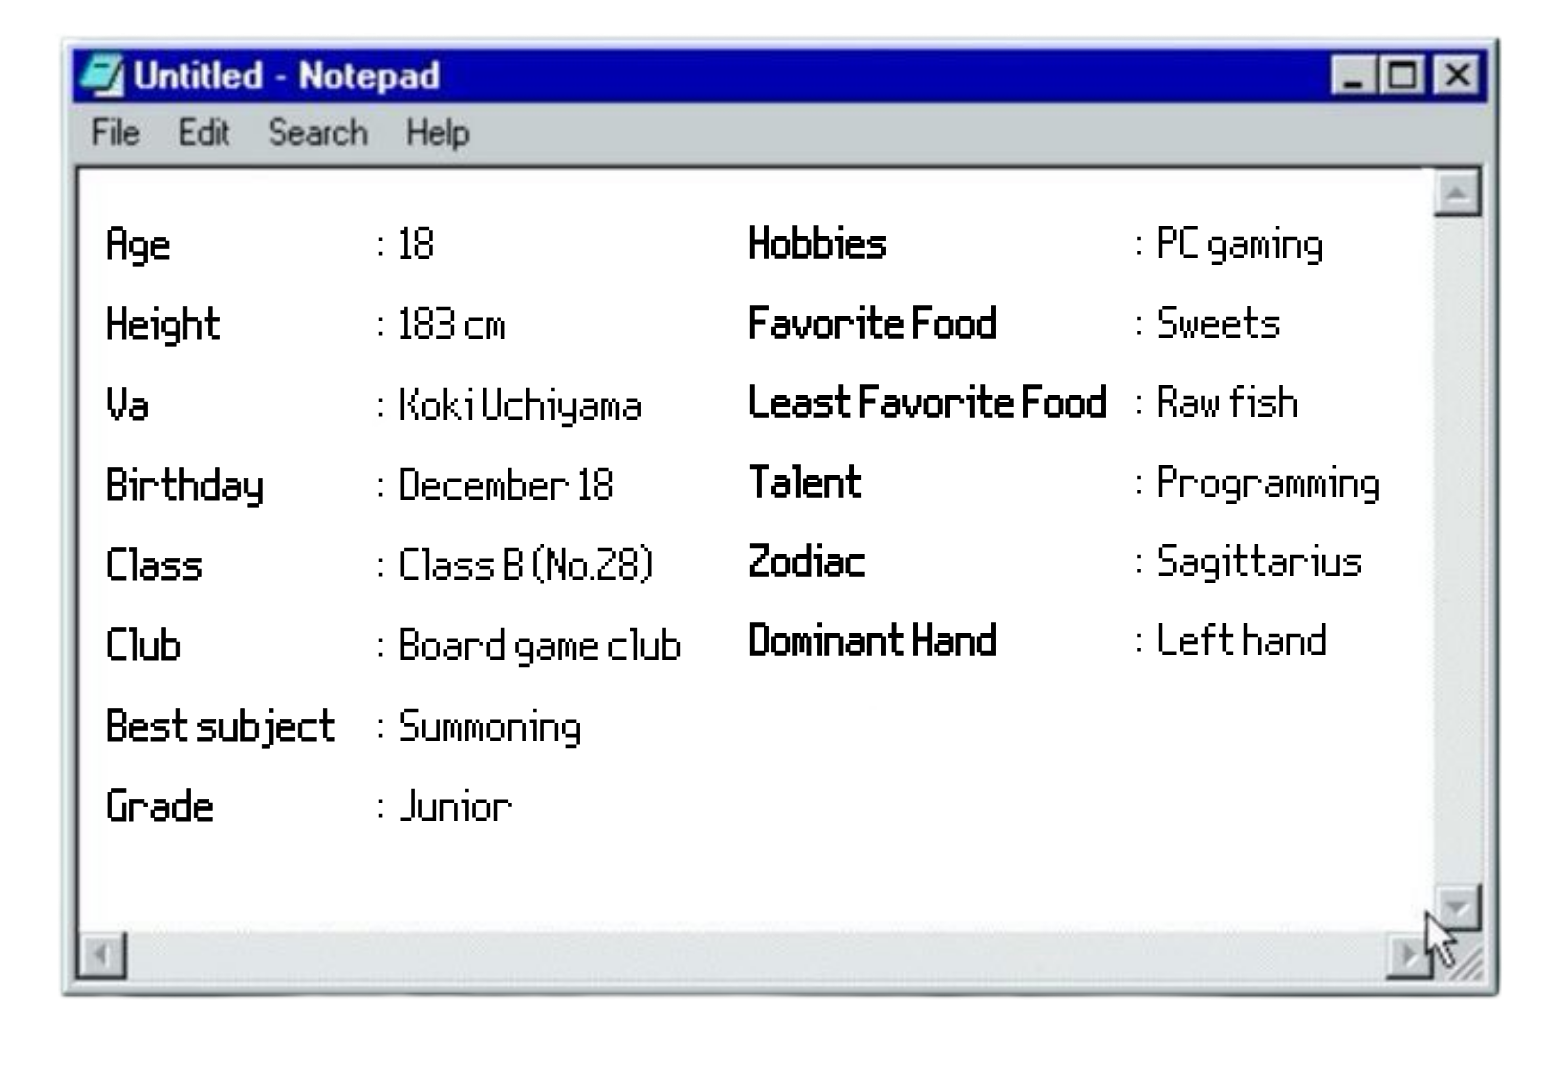 Untitled - Notepad
File Edit Search Help
Age : 18
Height : 183 cm
Va : Koki Uchiyama
Birthday : December 18
Class : Class B (No.28)
Club : Board game club
Best subject : Summoning
Grade : Junior
Hobbies : PC gaming
Favorite Food : Sweets
Least Favorite Food : Raw fish
Talent : Programming
Zodiac : Sagittarius
Dominant Hand : Left hand